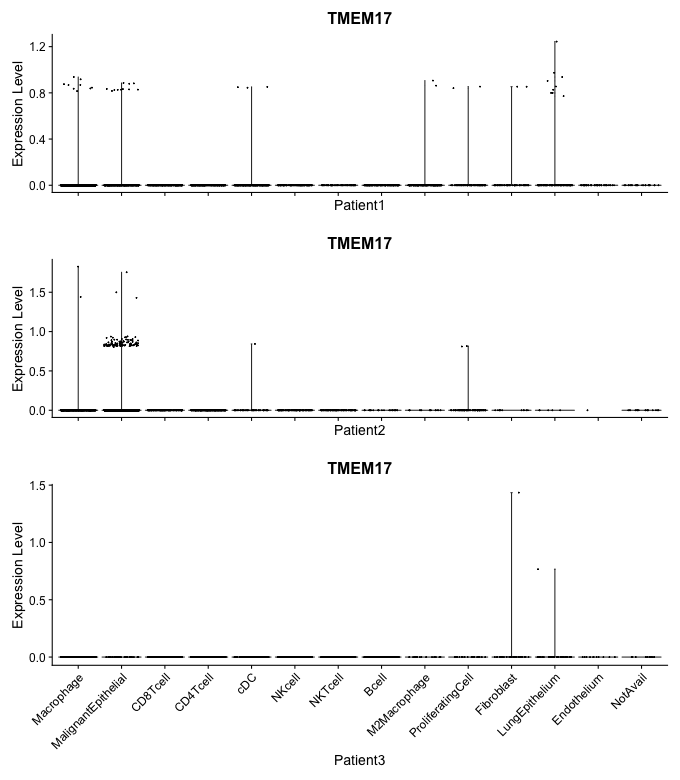 TMEM17
Expression Level
1.2
0.8
0.4
0.0
Patient1
TMEM17
Expression Level
1.5
1.0
0.5
0.0
Patient2
TMEM17
Expression Level
1.5
1.0
0.5
0.0
Macrophage
MalignantEpithelial
CD8Tcell
CD4Tcell
cDC
NKcell
NKTcell
Bcell
M2Macrophage
ProliferatingCell
Fibroblast
LungEpithelium
Endothelium
NotAvail
Patient3